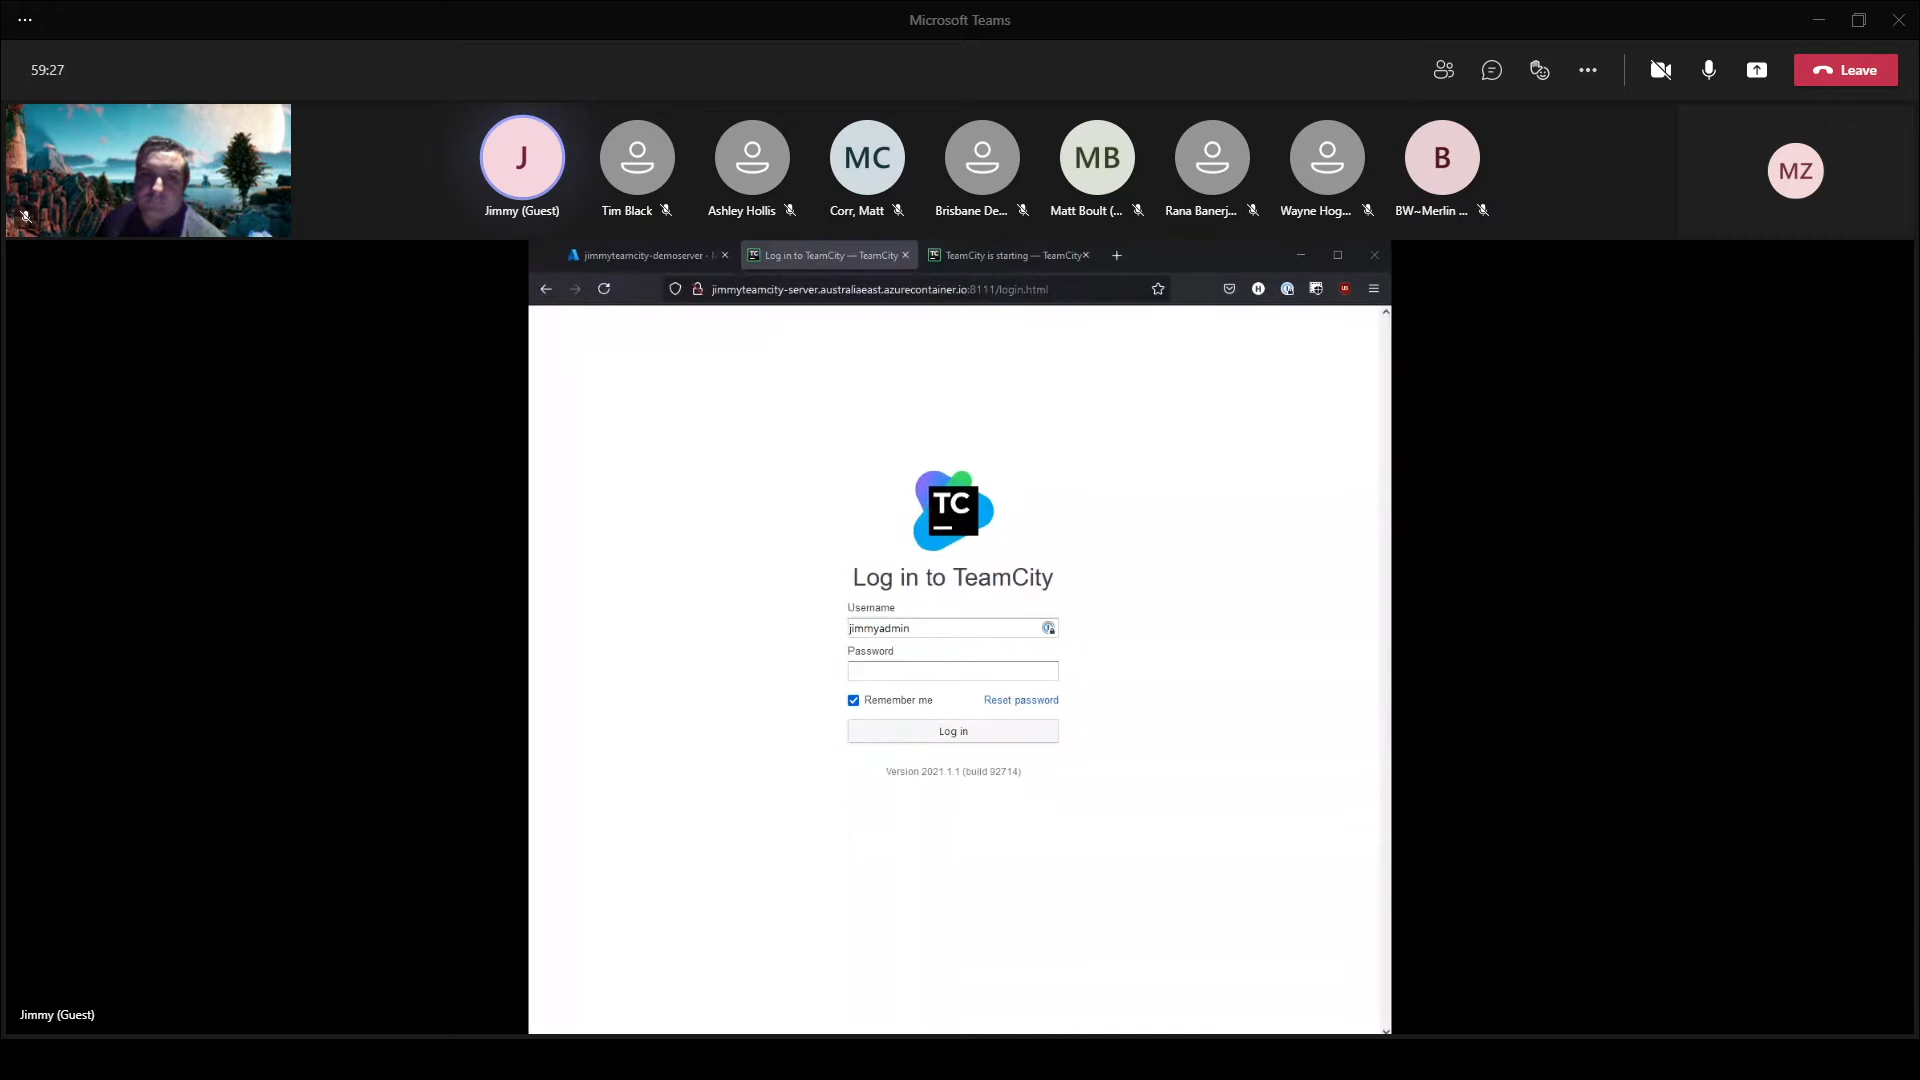 Microsoft Teams
59:27
Leave
J
MC
MB
B
MZ
Jimmy (Guest)
Tim Black
Ashley Hollis
Corr, Matt
Brisbane De...
Matt Boult (...
Rana Banerj...
Wayne Hog...
BW~Merlin ...
jimmyteamcity-demoserver -
Log in to TeamCity — TeamCity
TeamCity is starting — TeamCity
jimmyteamcity-server.australiaeast.azurecontainer.io:8111/login.html
TC
Log in to TeamCity
Username
jimmyadmin
Password
Remember me
Reset password
Log in
Version 2021.1.1 (build 92714)
Jimmy (Guest)